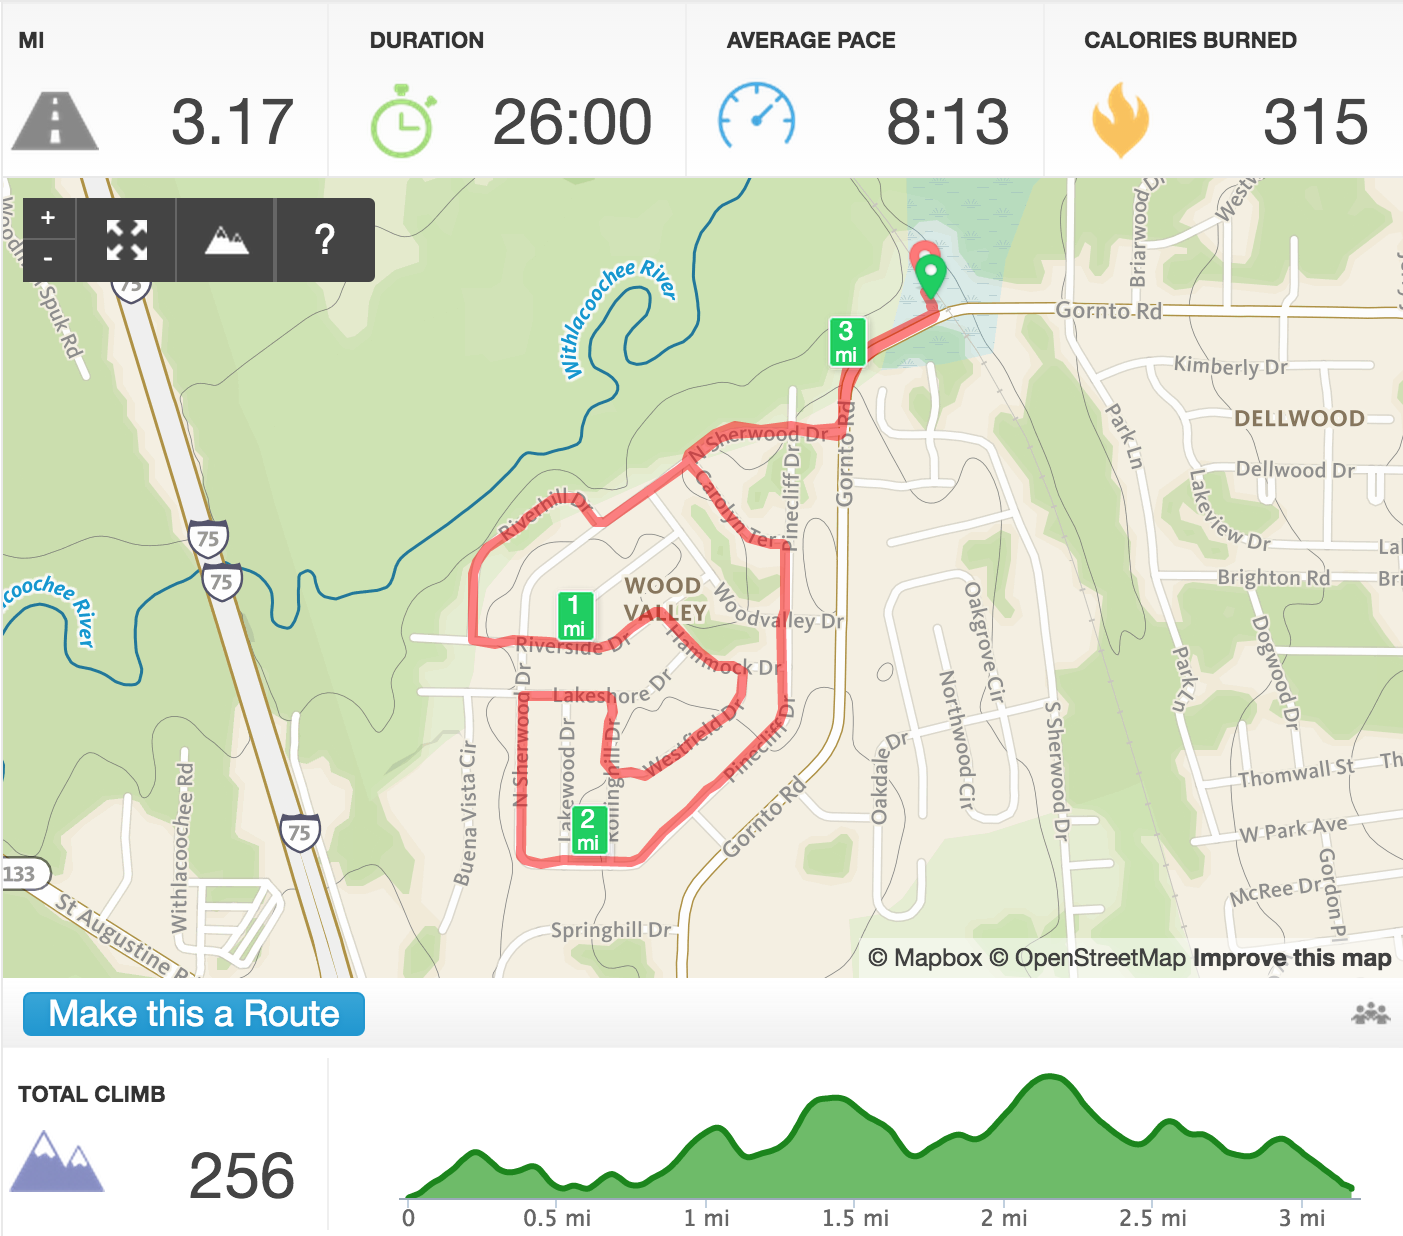 MI
DURATION
AVERAGE PACE
CALORIES BURNED
3.17
26:00
8:13
315
+
-
?
75
Spuk Rd
Withlacoochee River
Briarwood Dr
Gornto Rd
3
mi
Kimberly Dr
DELLWOOD
Park Ln
Dellwood Dr
Lakeview Dr
N Sherwood Dr
Gornto Rd
Pinecliff Dr
Carolyn Ter
Riverhill Dr
75
75
coochee River
WOOD
VALLEY
1
mi
Woodvalley Dr
Brighton Rd
Bri
Riverside Dr
Hammock Dr
Oakgrove Cir
Dogwood Dr
Lakeshore Dr
Park Ln
N Sherwood Dr
Westfield Dr
Pinecliff Dr
Lakewood Dr
Rollinghill Dr
Northwood Cir
S Sherwood Dr
Oakdale Dr
Buena Vista Cir
Thomwall St
Th
Withlacoochee Rd
Gornto Rd
2
mi
75
W Park Ave
133
McRee Dr
Gordon Pl
St Augustine R
Springhill Dr
© Mapbox © OpenStreetMap Improve this map
Make this a Route
TOTAL CLIMB
256
0
0.5 mi
1 mi
1.5 mi
2 mi
2.5 mi
3 mi